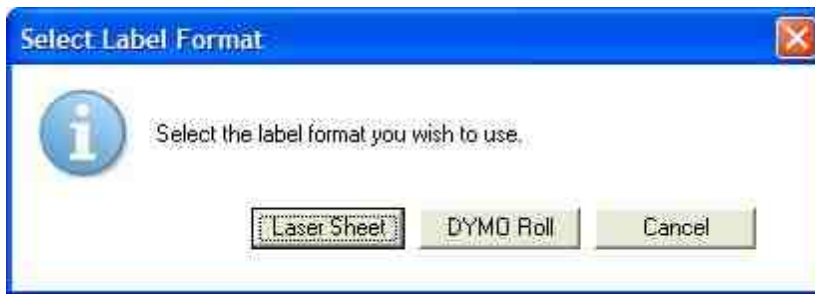 Select Label Format
Select the label format you wish to use.
Laser Sheet DYMO Roll Cancel